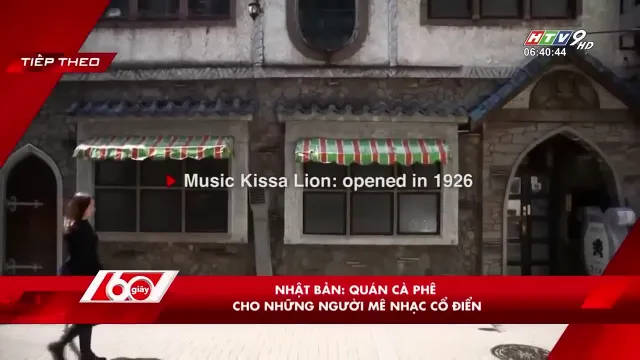 TIẾP THEO
HTV9 HD
06:40:44
Music Kissa Lion: opened in 1926
60 giây
NHẬT BẢN: QUÁN CÀ PHÊ
CHO NHỮNG NGƯỜI MÊ NHẠC CỔ ĐIỂN